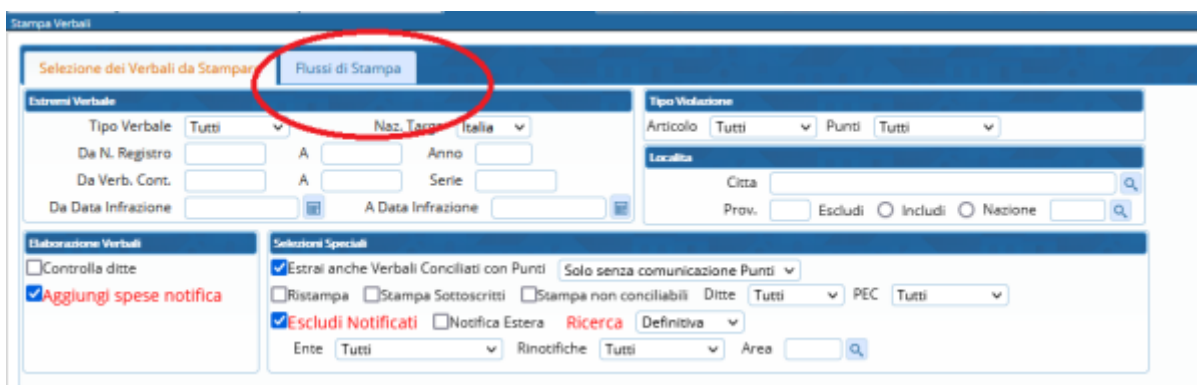 Stampa Verbali
Selezione dei Verbali da Stampare Flussi di Stampa
Estremi Verbale
Tipo Verbale Tutti Naz. Targa Italia
Da N. Registro A Anno
Da Verb. Cont. A Serie
Da Data Infrazione A Data Infrazione
Tipo Violazione
Articolo Tutti Punti Tutti
Localita
Citta
Prov. Escludi Includi Nazione
Elaborazione Verbali
Controlla ditte
Aggiungi spese notifica
Selezioni Speciali
Estrai anche Verbali Conciliati con Punti Solo senza comunicazione Punti
Ristampa Stampa Sottoscritti Stampa non conciliabili Ditte Tutti PEC Tutti
Escludi Notificati Notifica Estera Ricerca Definitiva
Ente Tutti Rinotifiche Tutti Area